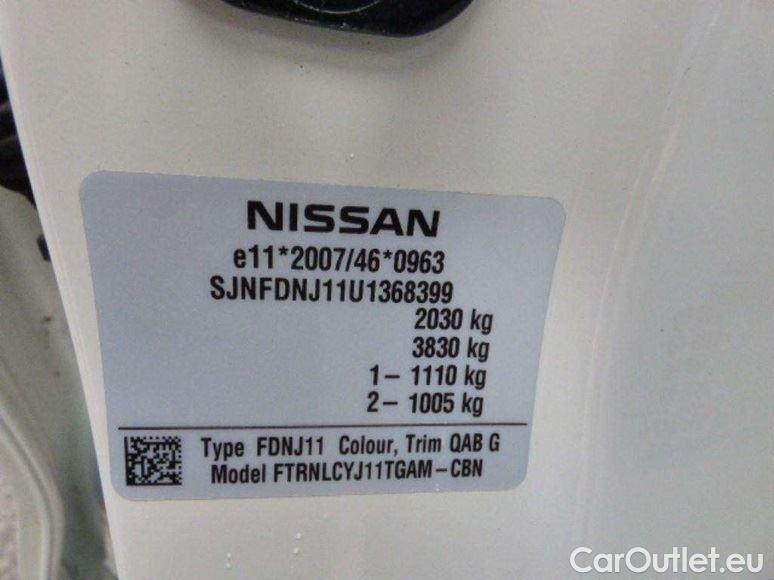 NISSAN
e11*2007/46*0963
SJNFDNJ11U1368399
2030 kg
3830 kg
1– 1110 kg
2– 1005 kg
Type FDNJ11 Colour, Trim QAB G
Model FTRNLCYJ11TGAM–CBN
CarOutlet.eu